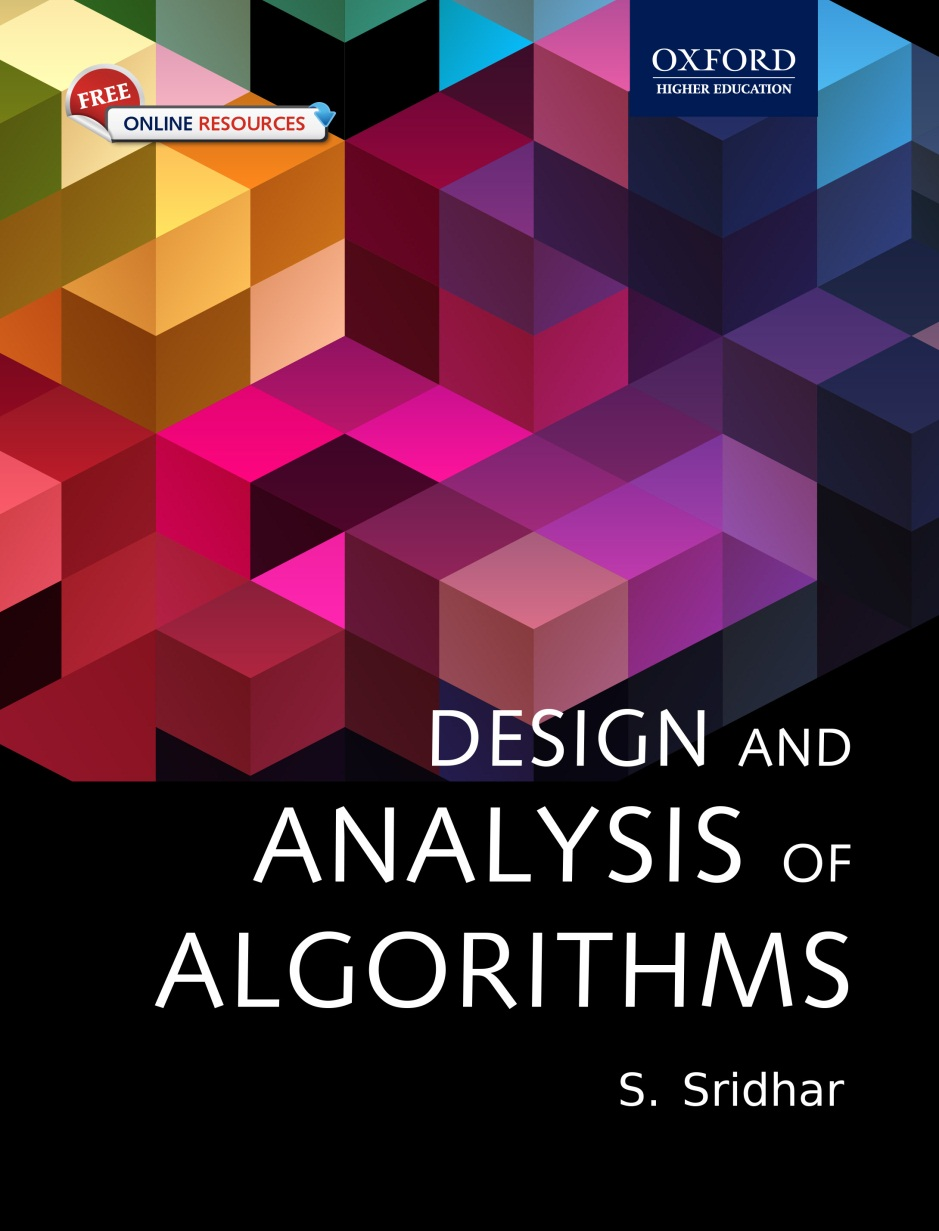 OXFORD
HIGHER EDUCATION
FREE
ONLINE RESOURCES
DESIGN AND
ANALYSIS OF
ALGORITHMS
S. Sridhar